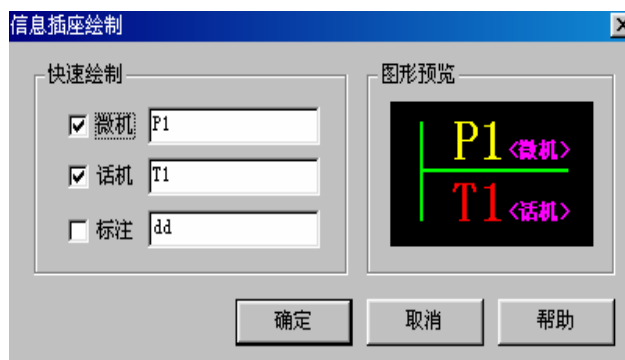 信息插座绘制
快速绘制
微机 P1
话机 T1
标注 dd
图形预览
P1<微机>
T1<话机>
确定 取消 帮助